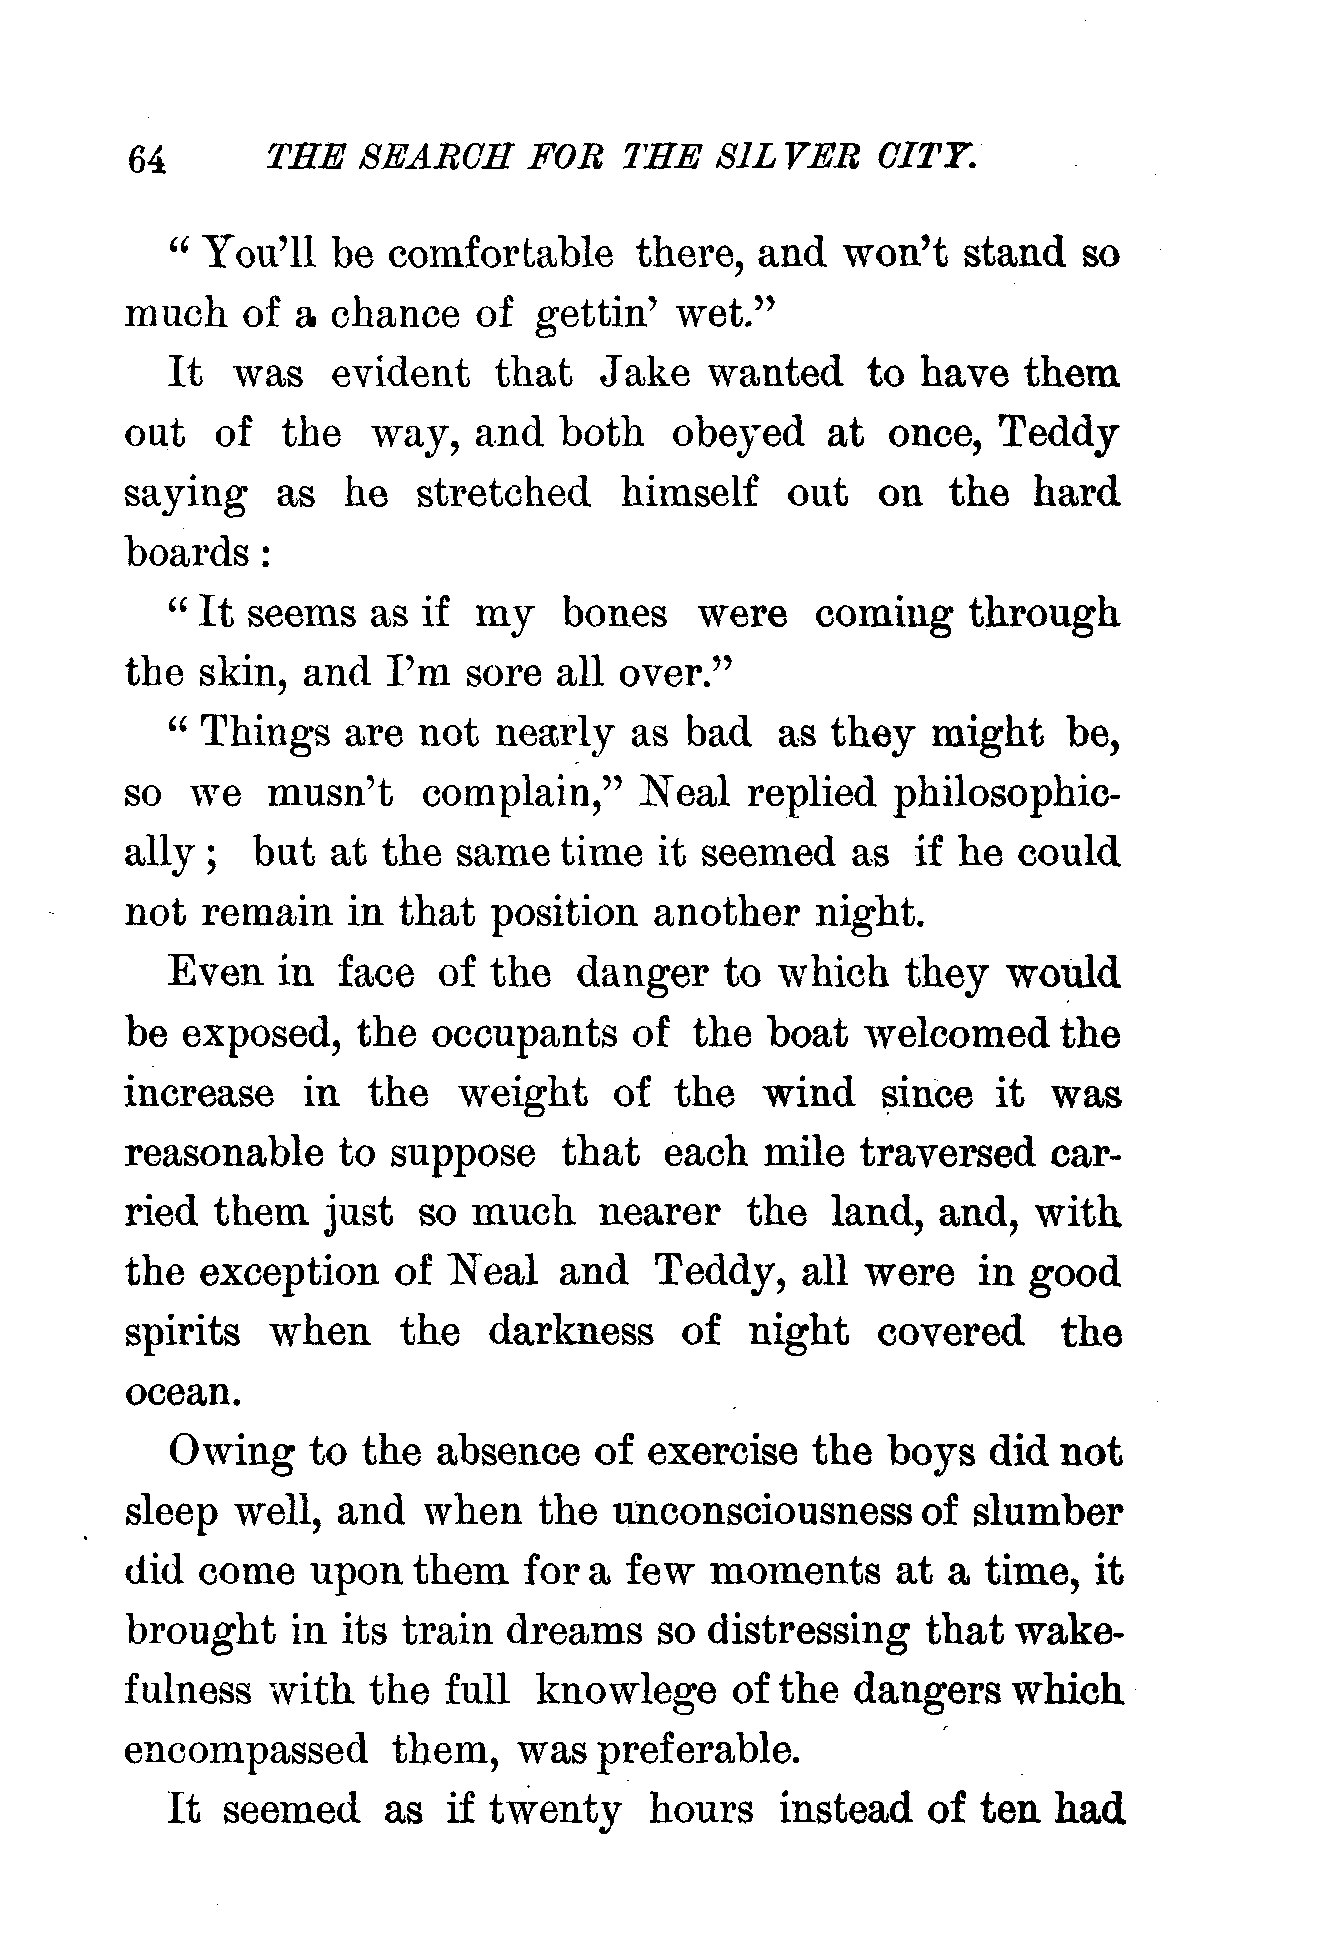 64 THE SEARCH FOR THE SILVER CITY.
“ You’ll be comfortable there, and won’t stand so
much of a chance of gettin’ wet.”
It was evident that Jake wanted to have them
out of the way, and both obeyed at once, Teddy
saying as he stretched himself out on the hard
boards :
“ It seems as if my bones were coming through
the skin, and I’m sore all over.”
“ Things are not nearly as bad as they might be,
so we musn’t complain,” Neal replied philosophic-
ally ; but at the same time it seemed as if he could
not remain in that position another night.
Even in face of the danger to which they would
be exposed, the occupants of the boat welcomed the
increase in the weight of the wind since it was
reasonable to suppose that each mile traversed car-
ried them just so much nearer the land, and, with
the exception of Neal and Teddy, all were in good
spirits when the darkness of night covered the
ocean.
Owing to the absence of exercise the boys did not
sleep well, and when the unconsciousness of slumber
did come upon them for a few moments at a time, it
brought in its train dreams so distressing that wake-
fulness with the full knowlege of the dangers which
encompassed them, was preferable.
It seemed as if twenty hours instead of ten had